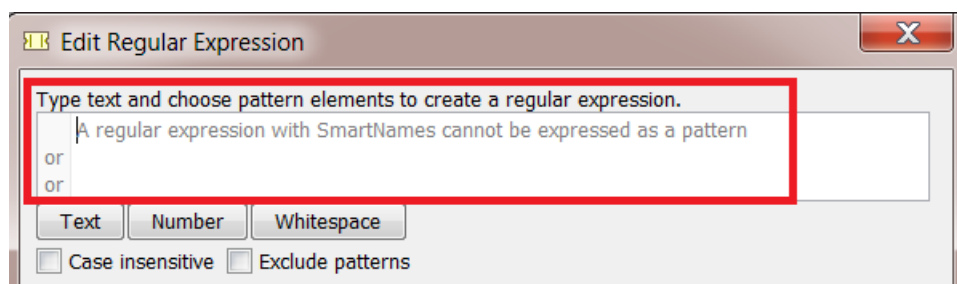 Edit Regular Expression
X
Type text and choose pattern elements to create a regular expression.
A regular expression with SmartNames cannot be expressed as a pattern
or
or
Text Number Whitespace
Case insensitive Exclude patterns